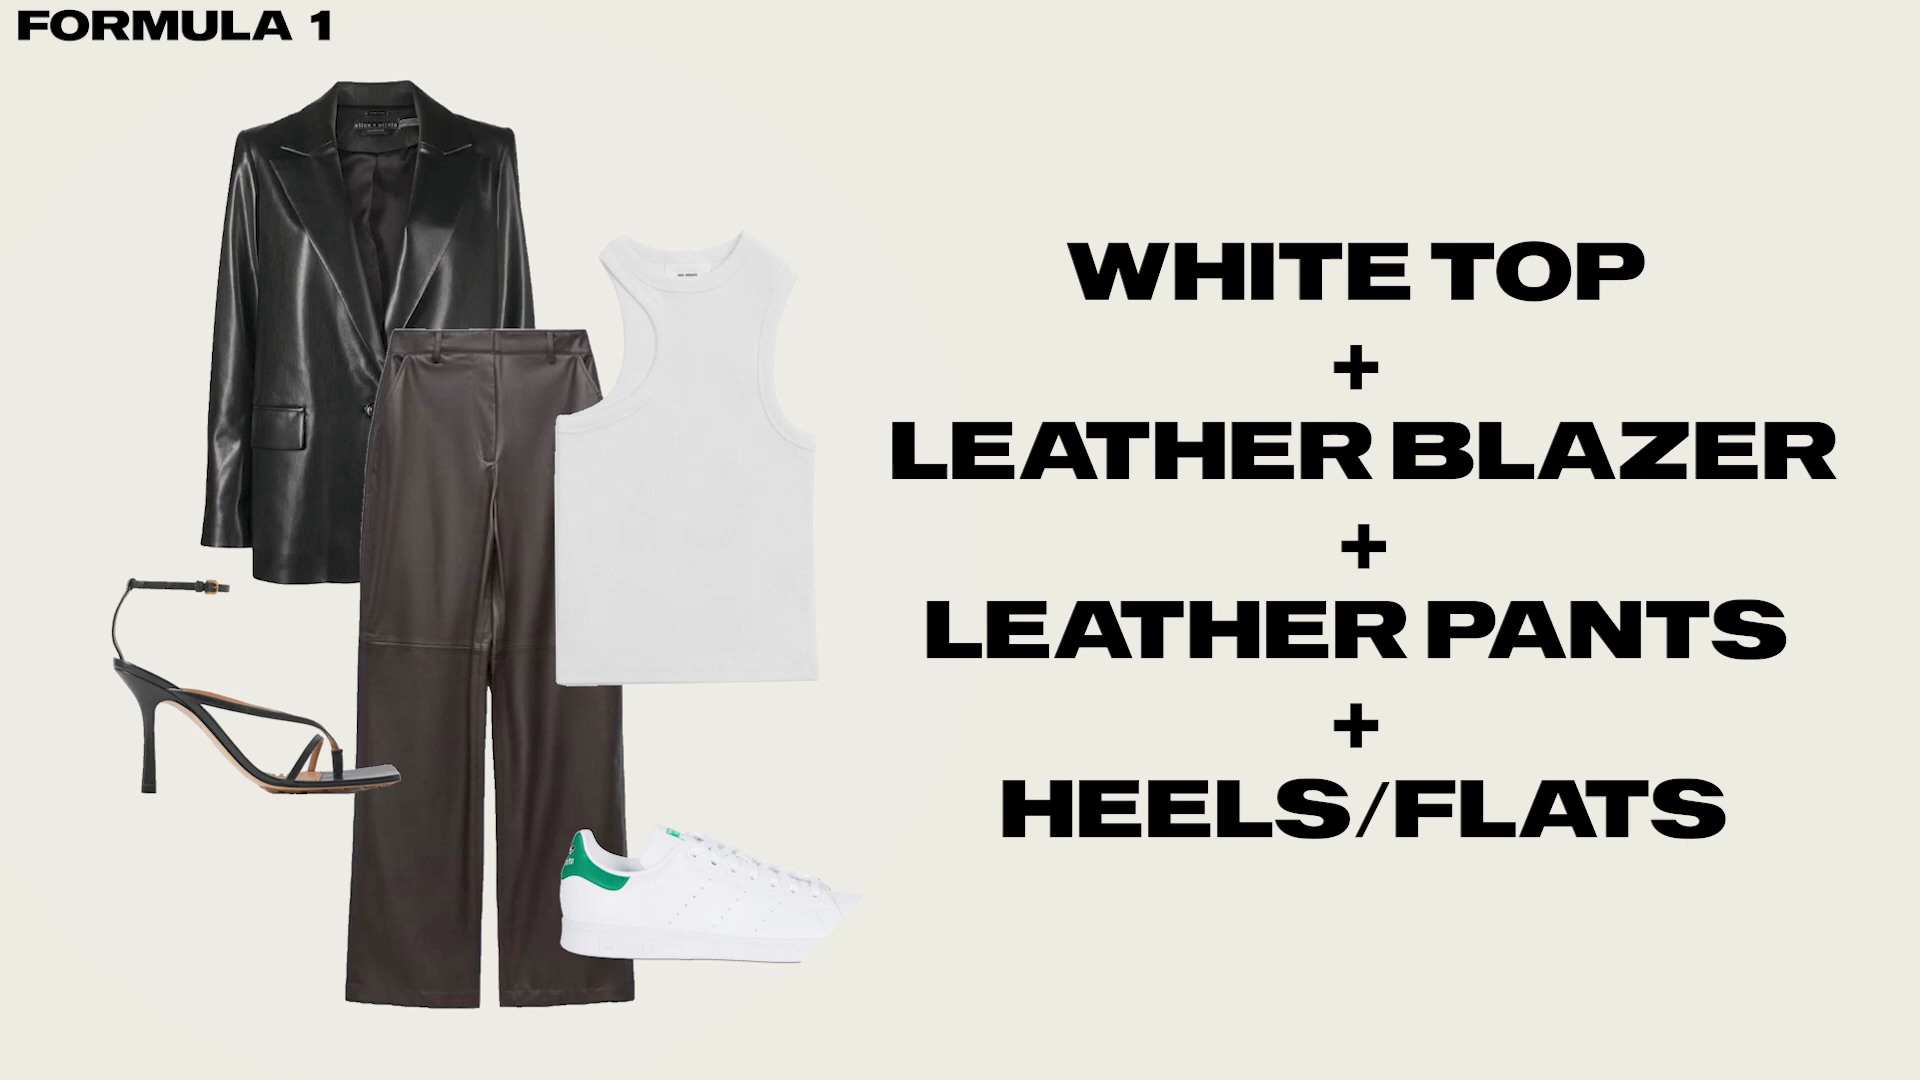 FORMULA 1
WHITE TOP
+
LEATHER BLAZER
+
LEATHER PANTS
+
HEELS/FLATS